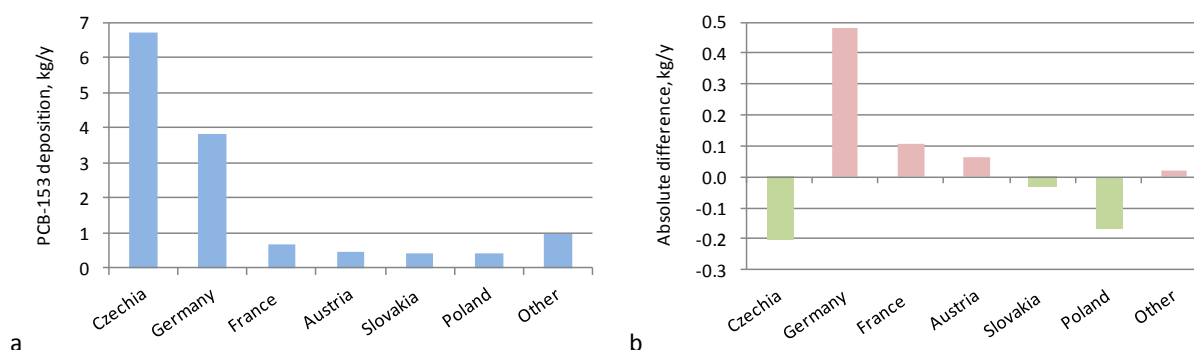 PCB-153 deposition, kg/y
7
6
5
4
3
2
1
0
Czechia
Germany
France
Austria
Slovakia
Poland
Other
a
Absolute difference, kg/y
0.5
0.4
0.3
0.2
0.1
0.0
-0.1
-0.2
-0.3
Czechia
Germany
France
Austria
Slovakia
Poland
Other
b